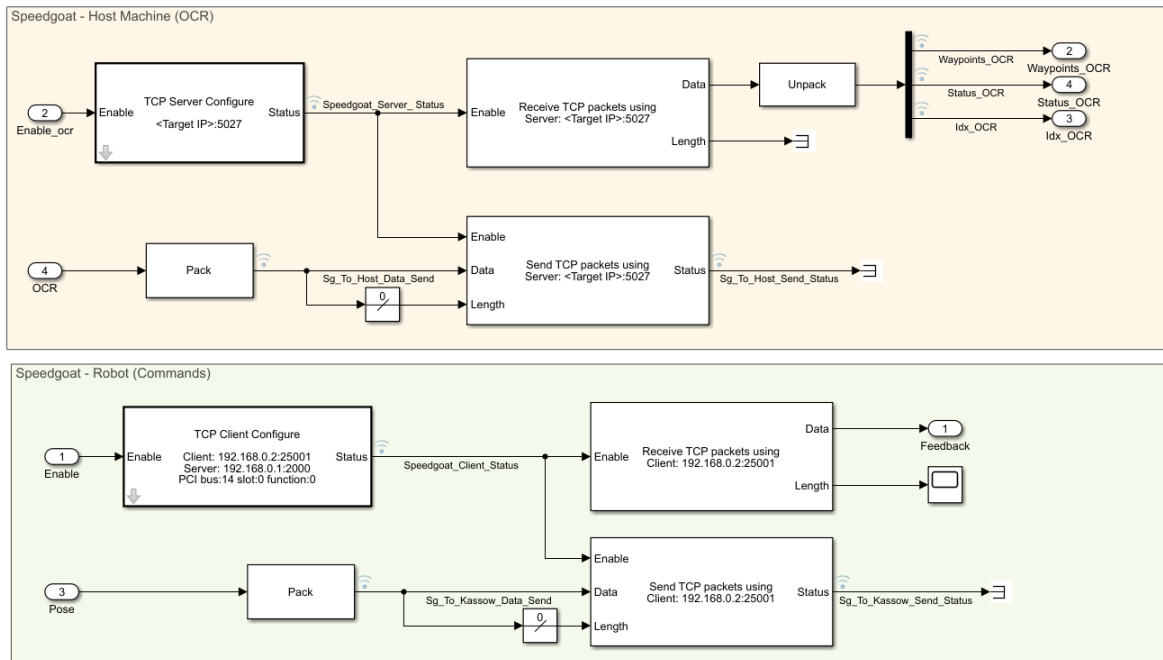 Speedgoat - Host Machine (OCR)
2
Enable_ocr
Enable
TCP Server Configure
<Target IP>:5027
Status
Speedgoat_Server_ Status
Enable
Receive TCP packets using
Server: <Target IP>:5027
Data
Length
Unpack
Waypoints_OCR
2
Waypoints_OCR
Status_OCR
4
Status_OCR
Idx_OCR
3
Idx_OCR
4
OCR
Pack
Sg_To_Host_Data_Send
0
Enable
Data
Length
Send TCP packets using
Server: <Target IP>:5027
Status
Sg_To_Host_Send_Status
Speedgoat - Robot (Commands)
1
Enable
Enable
TCP Client Configure
Client: 192.168.0.2:25001
Server: 192.168.0.1:2000
PCI bus:14 slot:0 function:0
Status
Speedgoat_Client_Status
Enable
Receive TCP packets using
Client: 192.168.0.2:25001
Data
Length
1
Feedback
3
Pose
Pack
Sg_To_Kassow_Data_Send
0
Enable
Data
Length
Send TCP packets using
Client: 192.168.0.2:25001
Status
Sg_To_Kassow_Send_Status